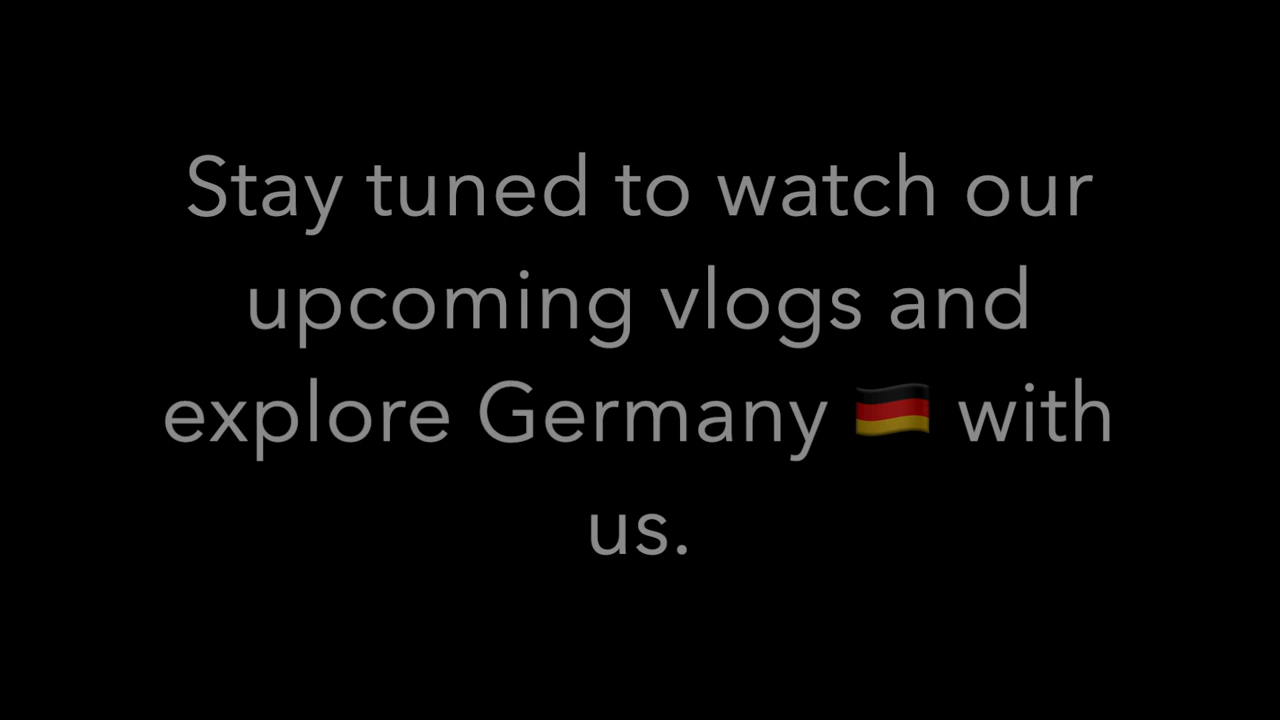 Stay tuned to watch our
upcoming vlogs and
explore Germany 🇩🇪 with
us.